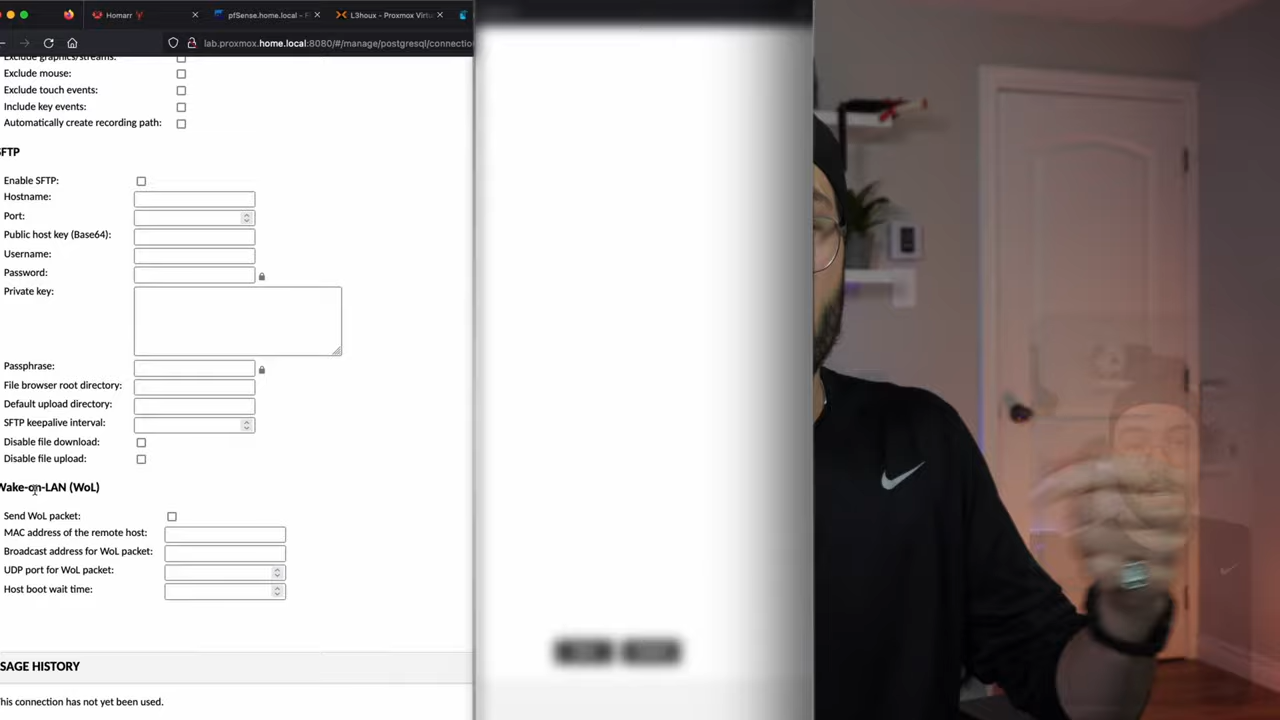 Homarr
pfSense.home.local – F
L3houx - Proxmox Virtu
lab.proxmox.home.local:8080/#/manage/postgresql/connectio
Exclude graphics/streams:
Exclude mouse:
Exclude touch events:
Include key events:
Automatically create recording path:
SFTP
Enable SFTP:
Hostname:
Port:
Public host key (Base64):
Username:
Password:
Private key:
Passphrase:
File browser root directory:
Default upload directory:
SFTP keepalive interval:
Disable file download:
Disable file upload:
Wake-on-LAN (WoL)
Send WoL packet:
MAC address of the remote host:
Broadcast address for WoL packet:
UDP port for WoL packet:
Host boot wait time:
SAGE HISTORY
his connection has not yet been used.